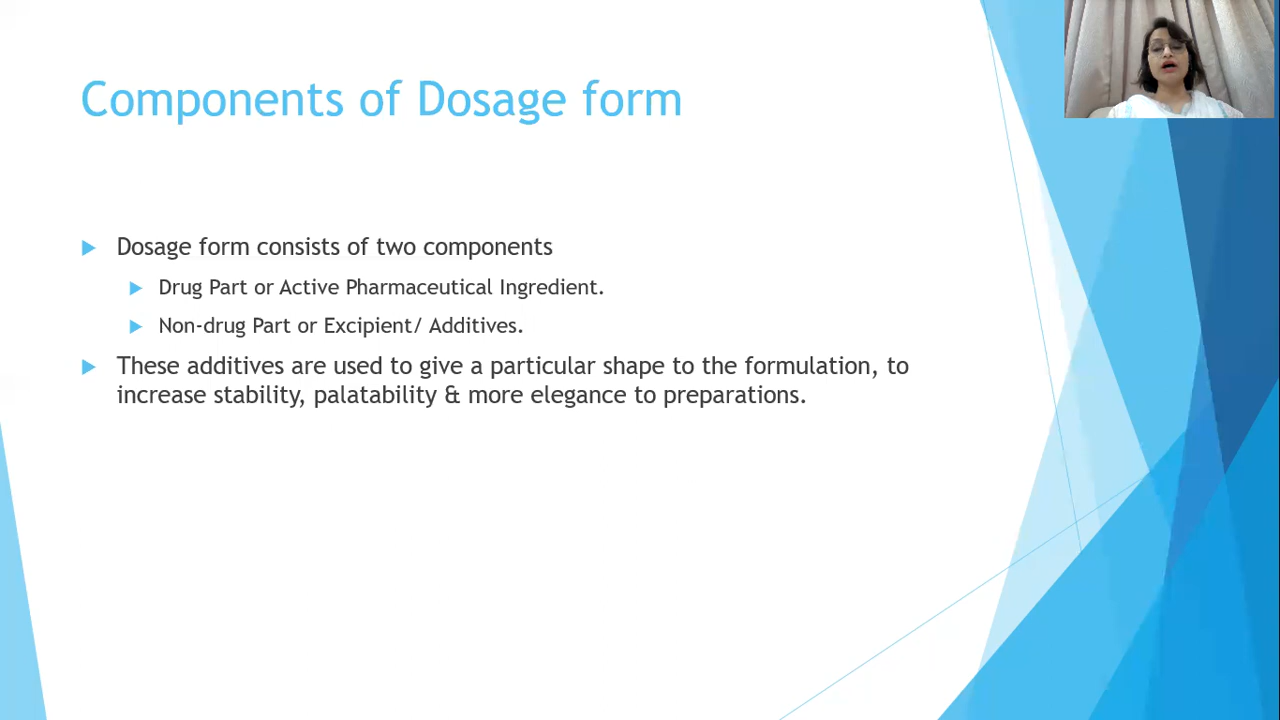 Components of Dosage form
Dosage form consists of two components
Drug Part or Active Pharmaceutical Ingredient.
Non-drug Part or Excipient/ Additives.
These additives are used to give a particular shape to the formulation, to
increase stability, palatability & more elegance to preparations.